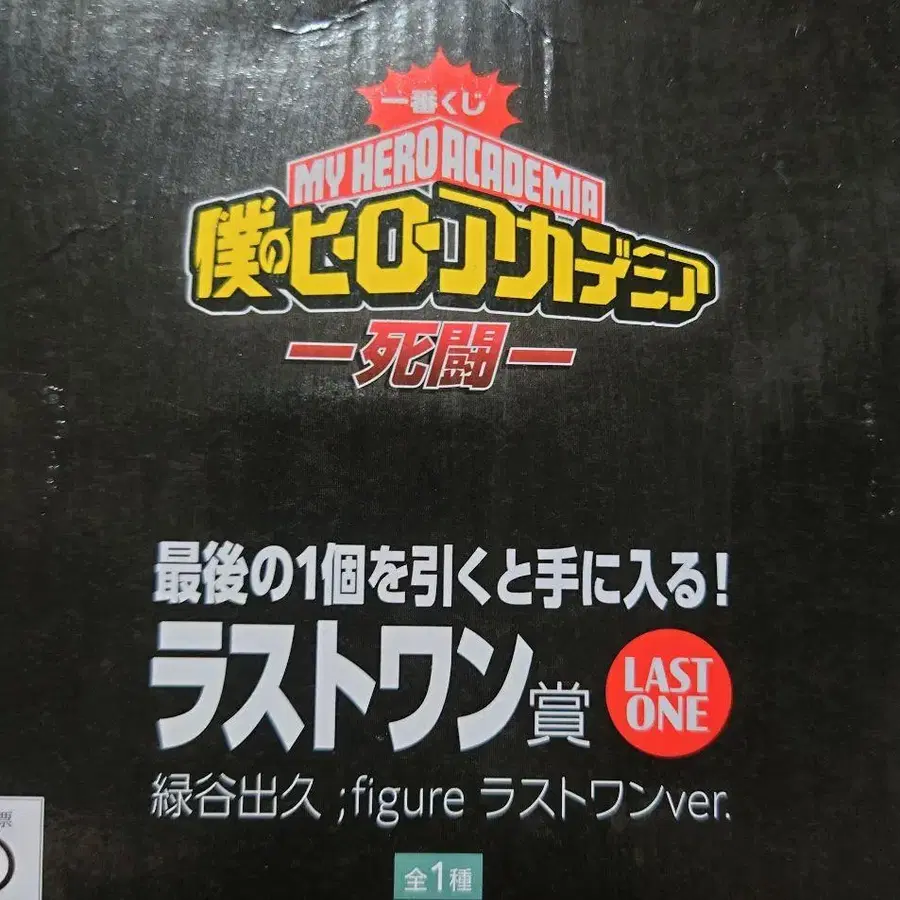 一番くじ
MY HERO ACADEMIA
僕のヒーローアカデミア
ー死闘ー
最後の1個を引くと手に入る!
ラストワン賞
LAST
ONE
緑谷出久 ;figure ラストワンver.
票
全1種